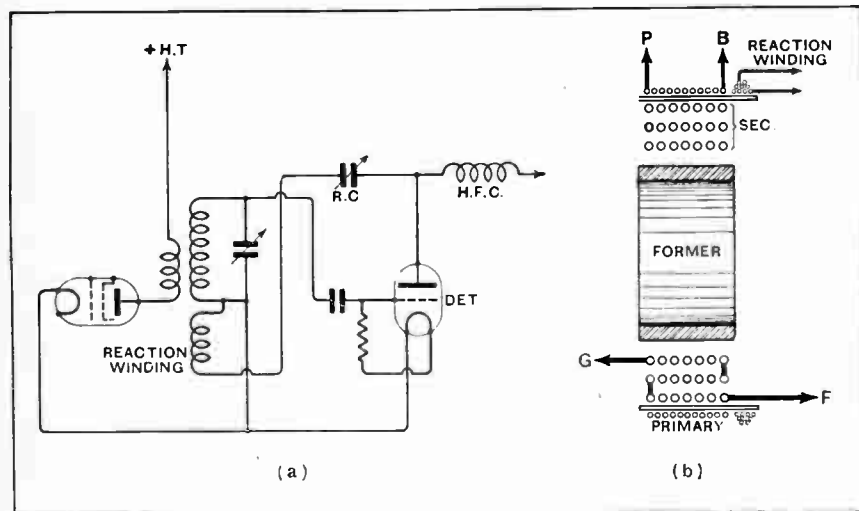 +H.T
R.C
H.F.C.
DET
REACTION
WINDING
(a)
P
B
REACTION
WINDING
SEC.
FORMER
G
F
PRIMARY
(b)